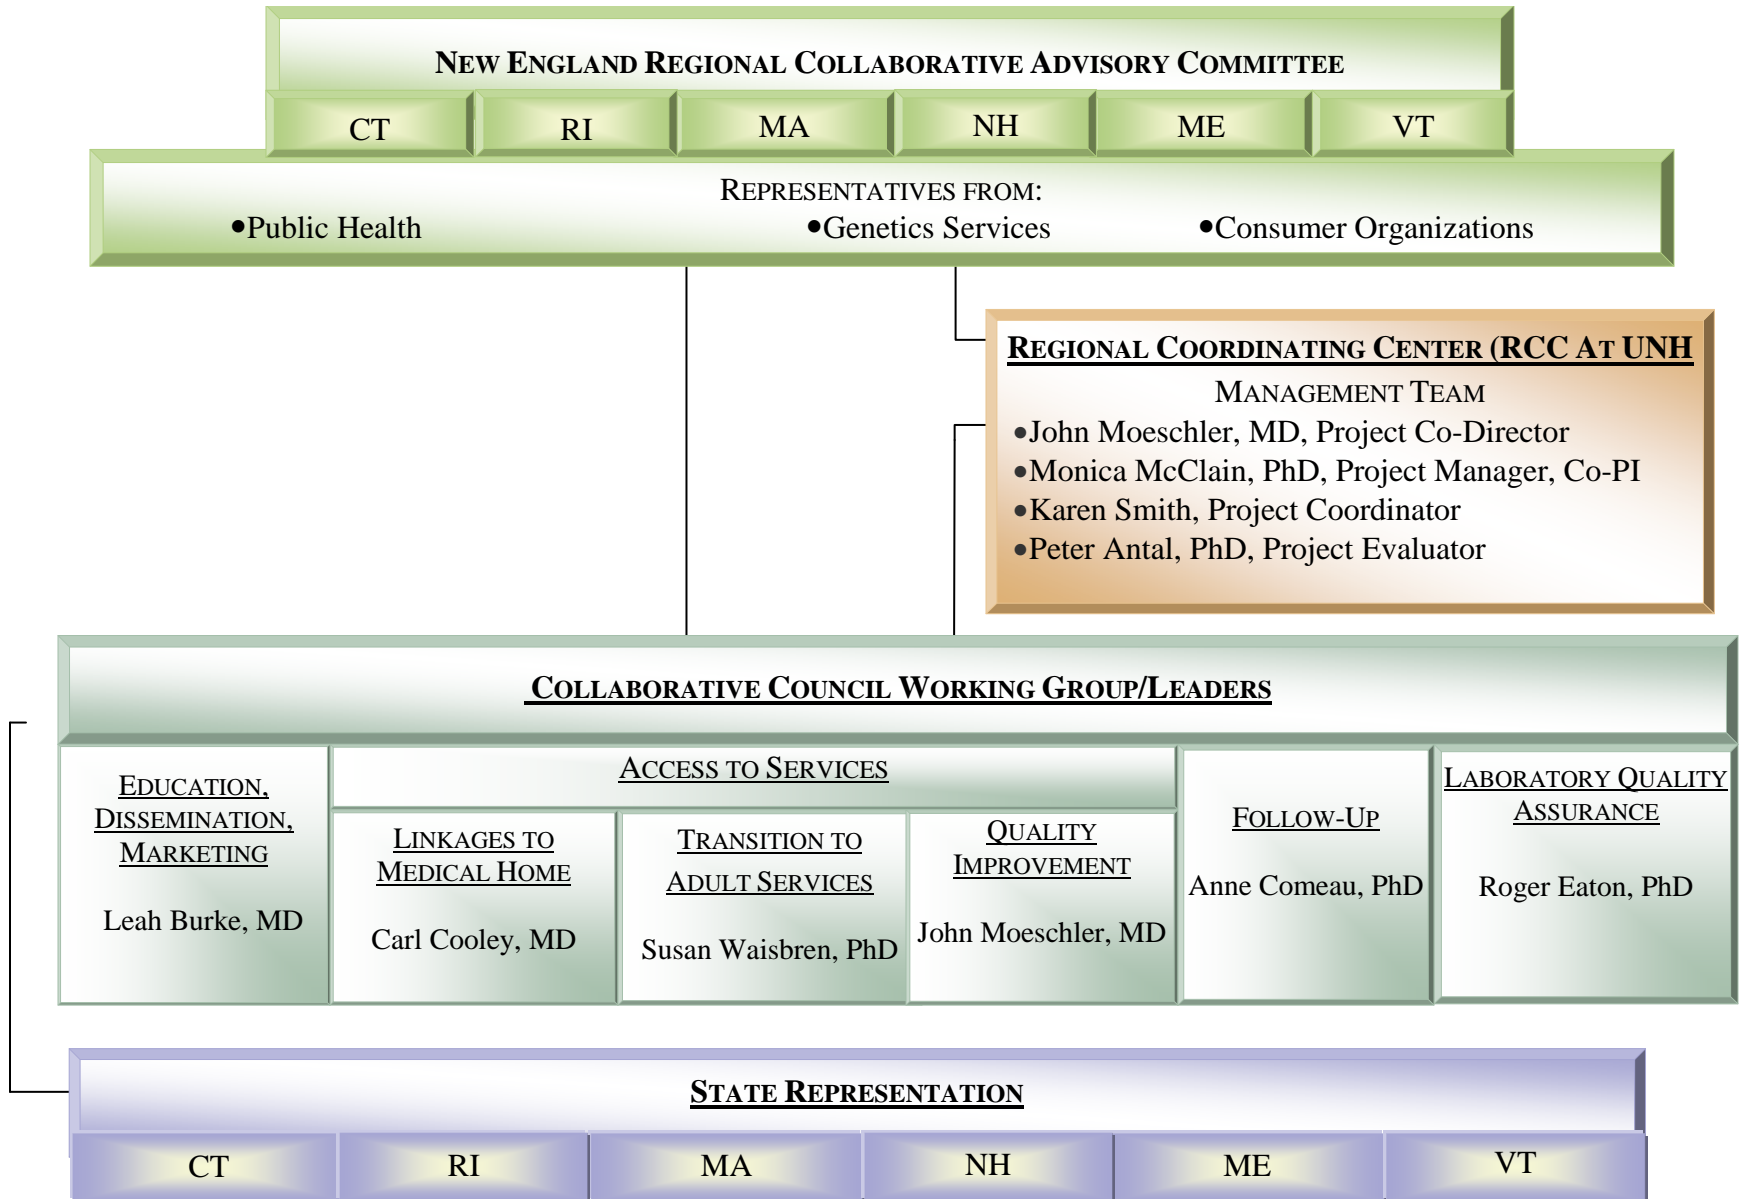 NEW ENGLAND REGIONAL COLLABORATIVE ADVISORY COMMITTEE
CT RI MA NH ME VT
REPRESENTATIVES FROM:
•Public Health •Genetics Services •Consumer Organizations
REGIONAL COORDINATING CENTER (RCC AT UNH
MANAGEMENT TEAM
•John Moeschler, MD, Project Co-Director
•Monica McClain, PhD, Project Manager, Co-PI
•Karen Smith, Project Coordinator
•Peter Antal, PhD, Project Evaluator
COLLABORATIVE COUNCIL WORKING GROUP/LEADERS
EDUCATION,
DISSEMINATION,
MARKETING
Leah Burke, MD
ACCESS TO SERVICES
LINKAGES TO
MEDICAL HOME
Carl Cooley, MD
TRANSITION TO
ADULT SERVICES
Susan Waisbren, PhD
QUALITY
IMPROVEMENT
John Moeschler, MD
FOLLOW-UP
Anne Comeau, PhD
LABORATORY QUALITY
ASSURANCE
Roger Eaton, PhD
STATE REPRESENTATION
CT RI MA NH ME VT